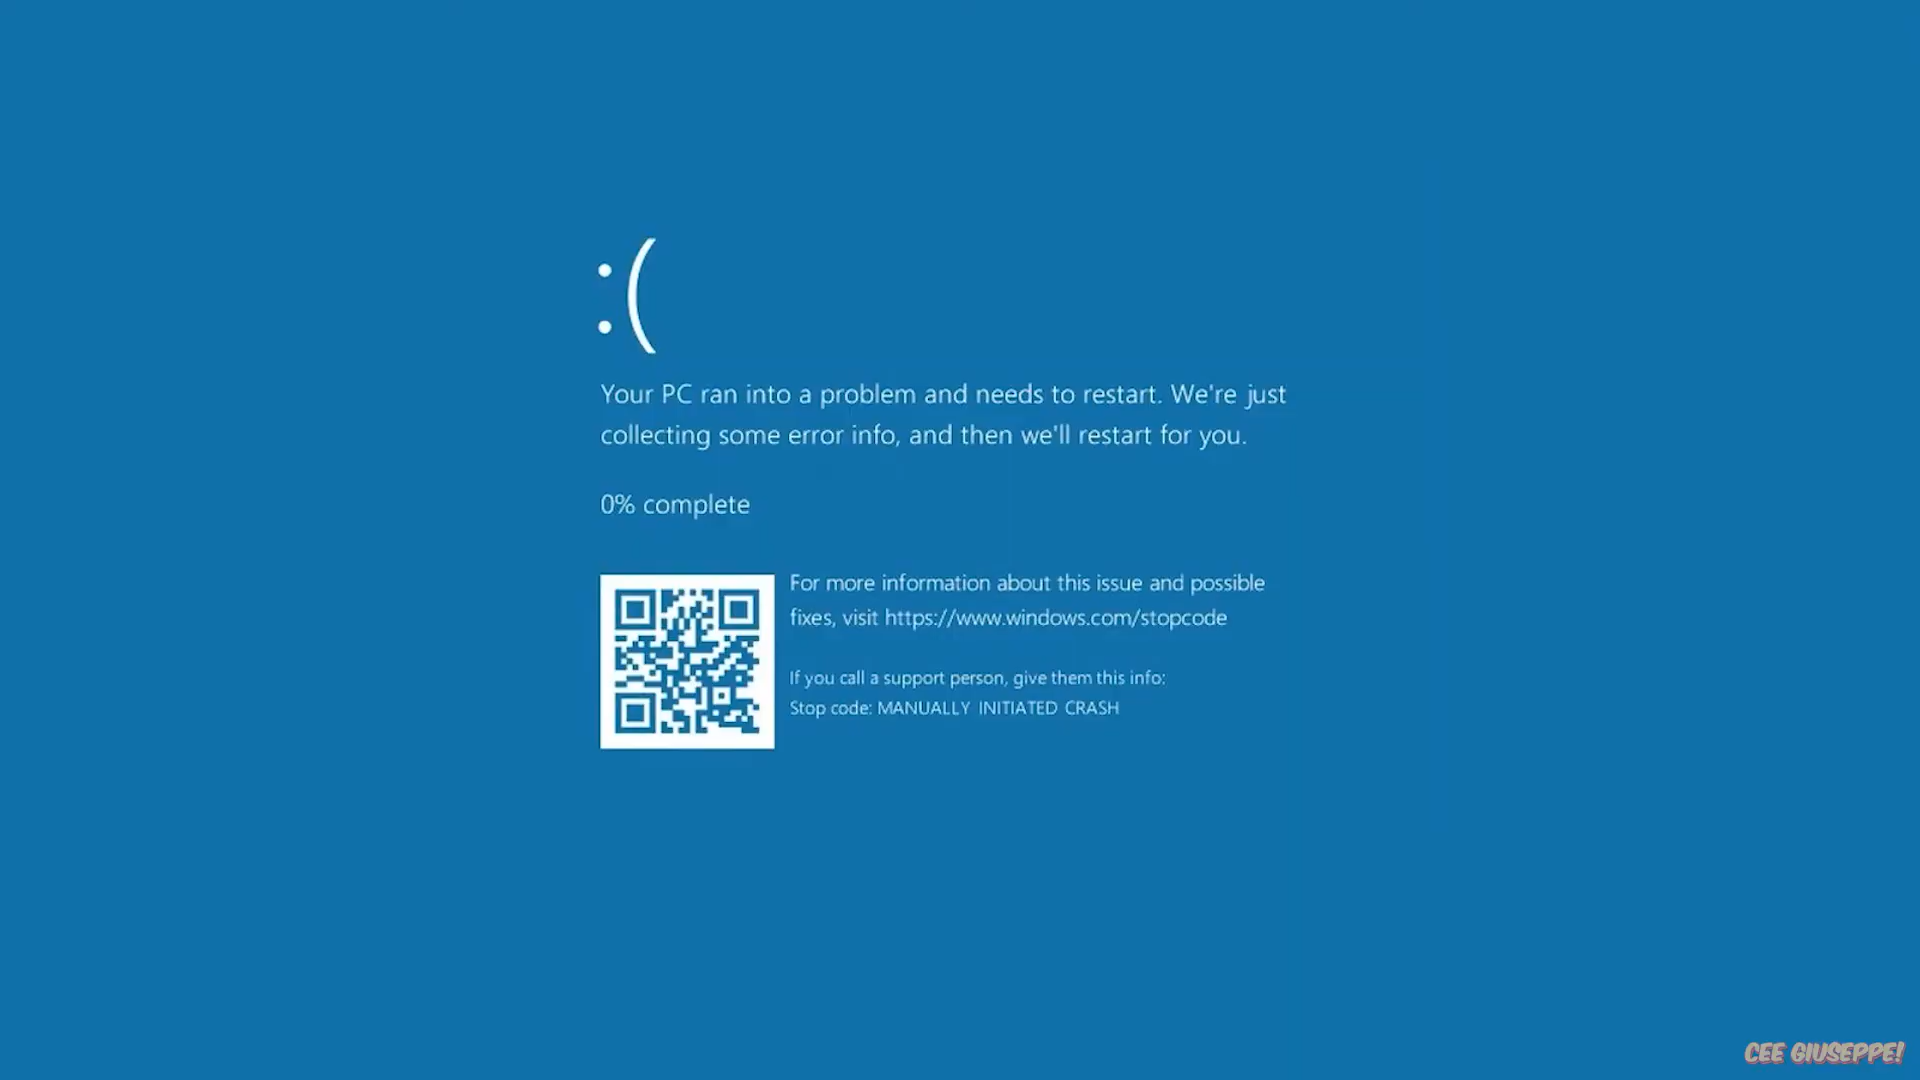 :(
Your PC ran into a problem and needs to restart. We're just
collecting some error info, and then we'll restart for you.
0% complete
For more information about this issue and possible
fixes, visit https://www.windows.com/stopcode
If you call a support person, give them this info:
Stop code: MANUALLY INITIATED CRASH
CEE GIUSEPPE!